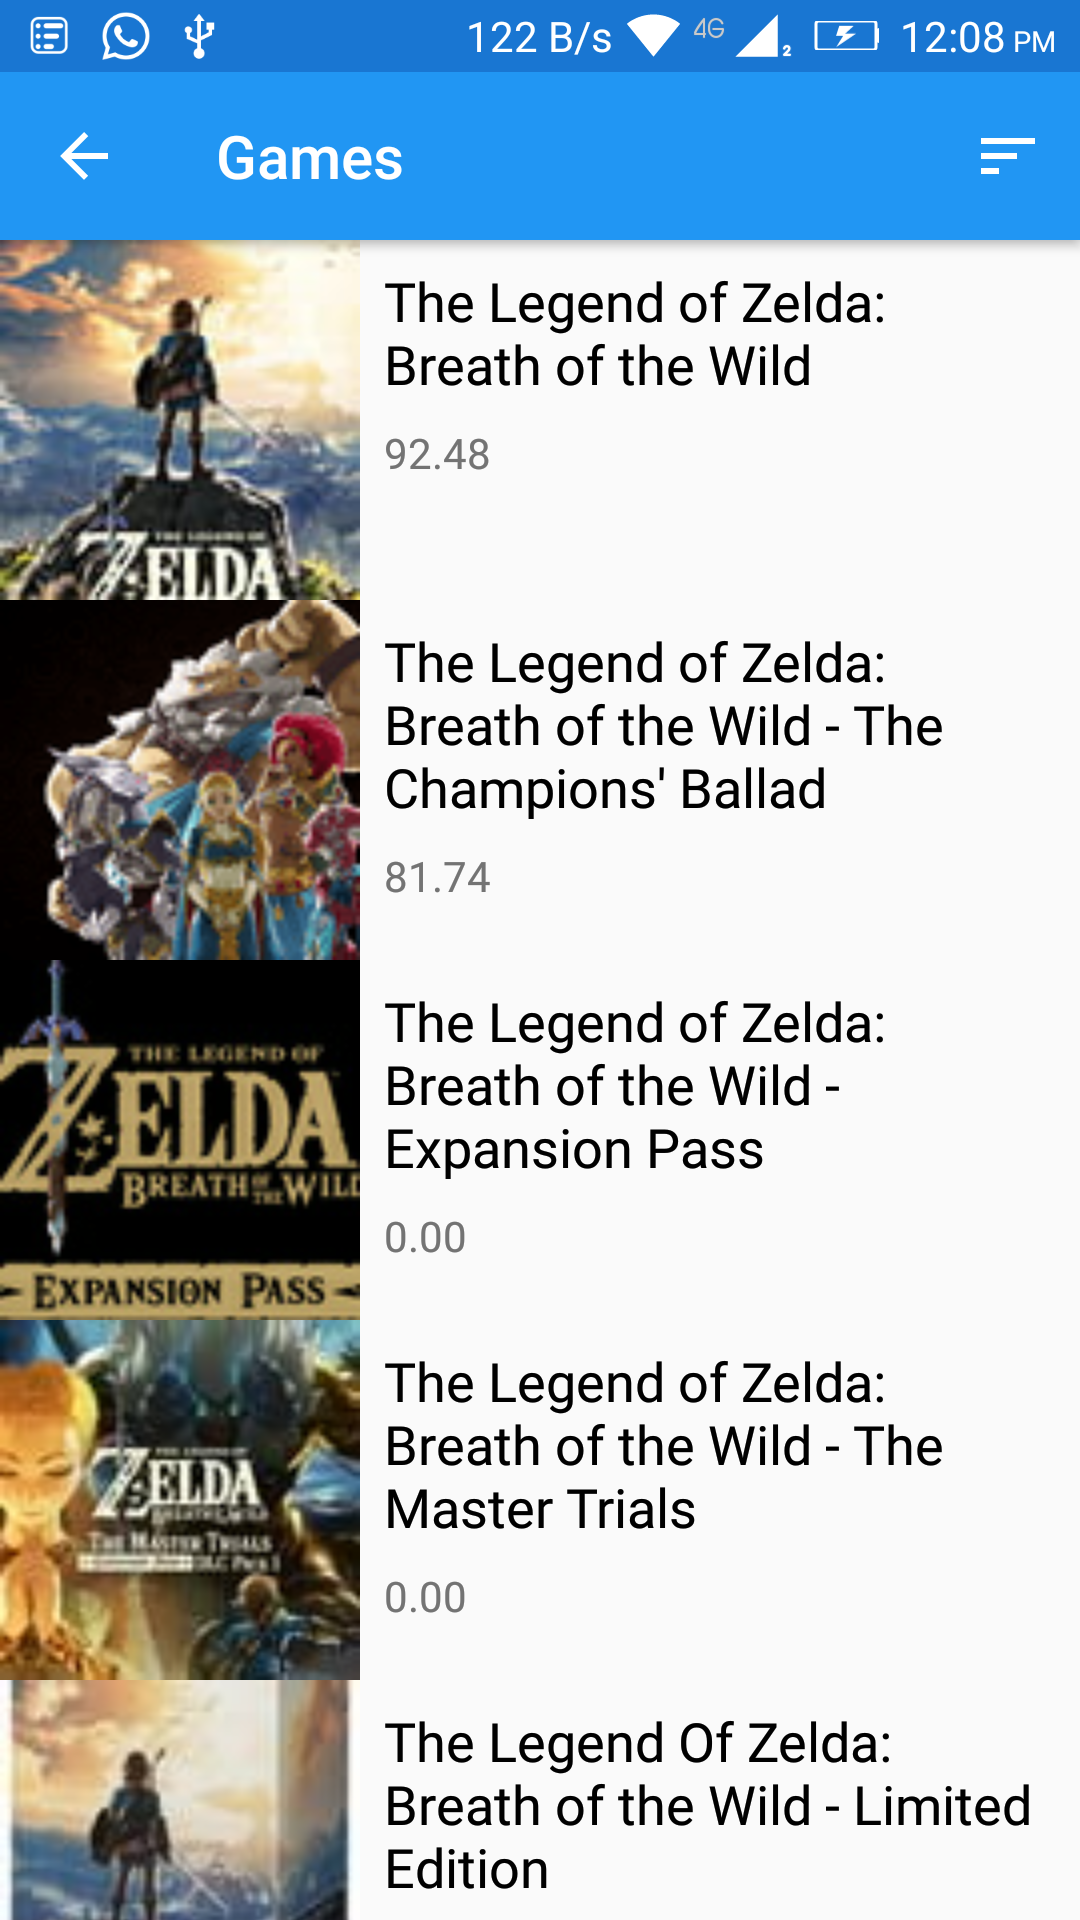 122 B/s 4G 2 12:08 PM
Games
The Legend of Zelda:
Breath of the Wild
92.48
THE LEGEND OF
ZELDA
The Legend of Zelda:
Breath of the Wild - The
Champions' Ballad
81.74
THE LEGEND OF
ZELDA
BREATH OF THE WILD
EXPANSION PASS
The Legend of Zelda:
Breath of the Wild -
Expansion Pass
0.00
ZELDA
THE MASTER TRIALS
The Legend of Zelda:
Breath of the Wild - The
Master Trials
0.00
The Legend Of Zelda:
Breath of the Wild - Limited
Edition